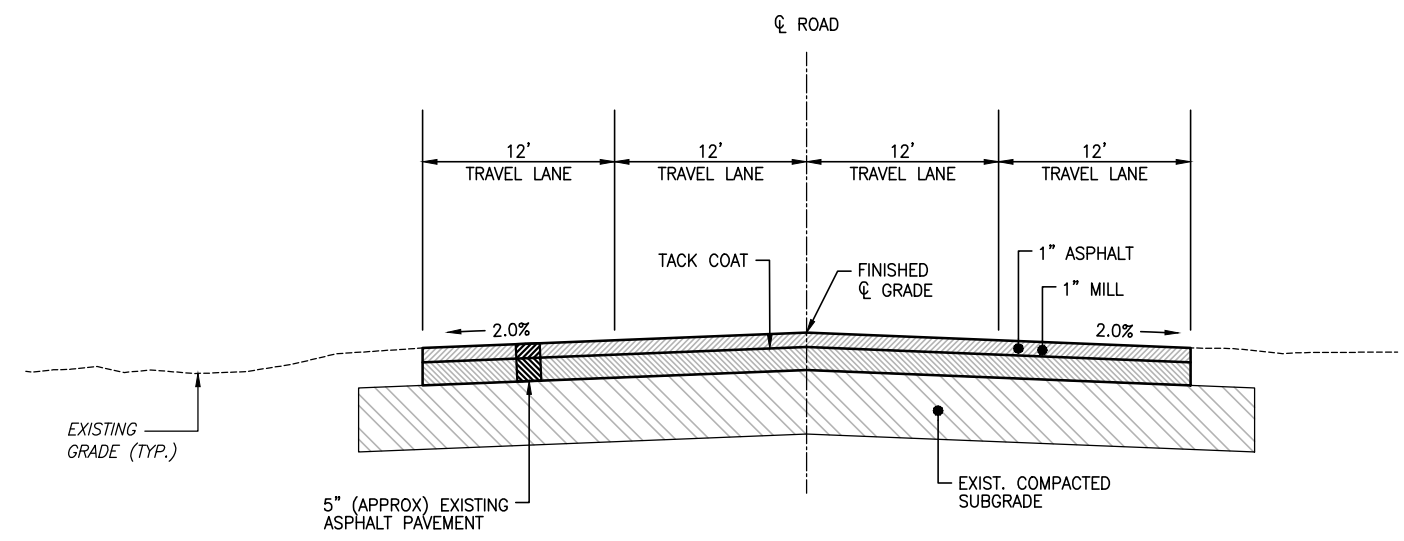 ℄ ROAD
12'
TRAVEL LANE
12'
TRAVEL LANE
12'
TRAVEL LANE
12'
TRAVEL LANE
TACK COAT
FINISHED
℄ GRADE
1" ASPHALT
1" MILL
2.0%
2.0%
EXISTING
GRADE (TYP.)
5" (APPROX) EXISTING
ASPHALT PAVEMENT
EXIST. COMPACTED
SUBGRADE